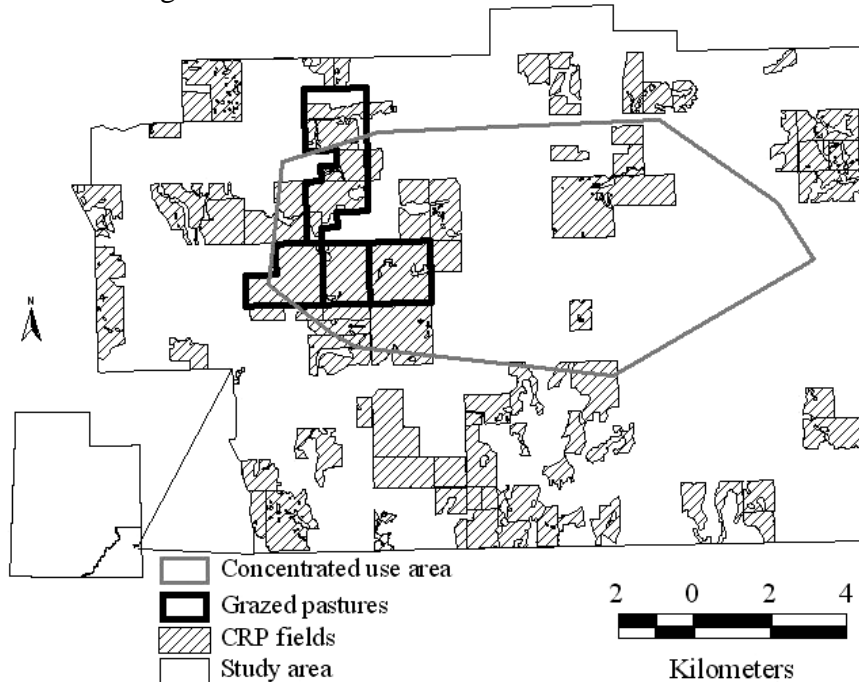 N
Concentrated use area
Grazed pastures
CRP fields
Study area
2 0 2 4
Kilometers